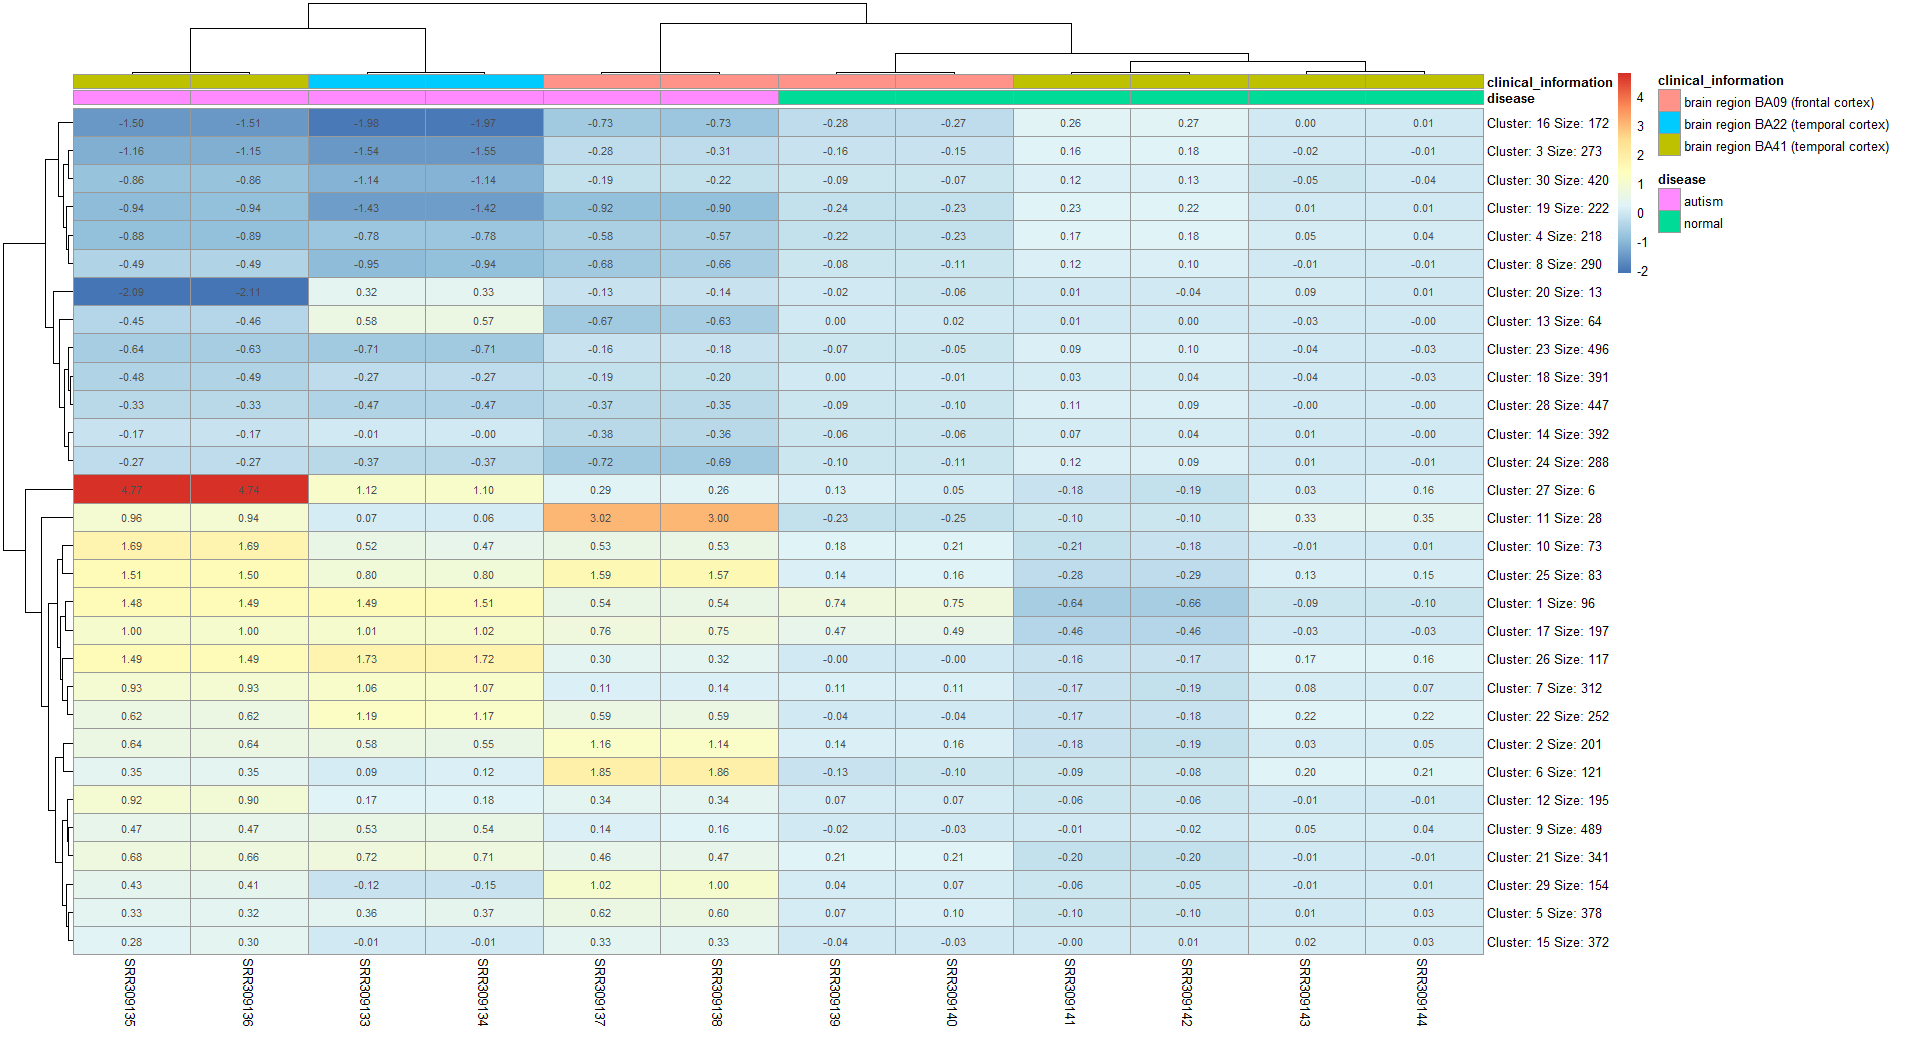 clinical_information
disease
-1.50 -1.51 -1.98 -1.97 -0.73 -0.73 -0.28 -0.27 0.26 0.27 0.00 0.01 Cluster: 16 Size: 172
-1.16 -1.15 -1.54 -1.55 -0.28 -0.31 -0.16 -0.15 0.16 0.18 -0.02 -0.01 Cluster: 3 Size: 273
-0.86 -0.86 -1.14 -1.14 -0.19 -0.22 -0.09 -0.07 0.12 0.13 -0.05 -0.04 Cluster: 30 Size: 420
-0.94 -0.94 -1.43 -1.42 -0.92 -0.90 -0.24 -0.23 0.23 0.22 0.01 0.01 Cluster: 19 Size: 222
-0.88 -0.89 -0.78 -0.78 -0.58 -0.57 -0.22 -0.23 0.17 0.18 0.05 0.04 Cluster: 4 Size: 218
-0.49 -0.49 -0.95 -0.94 -0.68 -0.66 -0.08 -0.11 0.12 0.10 -0.01 -0.01 Cluster: 8 Size: 290
-2.09 -2.11 0.32 0.33 -0.13 -0.14 -0.02 -0.06 0.01 -0.04 0.09 0.01 Cluster: 20 Size: 13
-0.45 -0.46 0.58 0.57 -0.67 -0.63 0.00 0.02 0.01 0.00 -0.03 -0.00 Cluster: 13 Size: 64
-0.64 -0.63 -0.71 -0.71 -0.16 -0.18 -0.07 -0.05 0.09 0.10 -0.04 -0.03 Cluster: 23 Size: 496
-0.48 -0.49 -0.27 -0.27 -0.19 -0.20 0.00 -0.01 0.03 0.04 -0.04 -0.03 Cluster: 18 Size: 391
-0.33 -0.33 -0.47 -0.47 -0.37 -0.35 -0.09 -0.10 0.11 0.09 -0.00 -0.00 Cluster: 28 Size: 447
-0.17 -0.17 -0.01 -0.00 -0.38 -0.36 -0.06 -0.06 0.07 0.04 0.01 -0.00 Cluster: 14 Size: 392
-0.27 -0.27 -0.37 -0.37 -0.72 -0.69 -0.10 -0.11 0.12 0.09 0.01 -0.01 Cluster: 24 Size: 288
4.77 4.74 1.12 1.10 0.29 0.26 0.13 0.05 -0.18 -0.19 0.03 0.16 Cluster: 27 Size: 6
0.96 0.94 0.07 0.06 3.02 3.00 -0.23 -0.25 -0.10 -0.10 0.33 0.35 Cluster: 11 Size: 28
1.69 1.69 0.52 0.47 0.53 0.53 0.18 0.21 -0.21 -0.18 -0.01 0.01 Cluster: 10 Size: 73
1.51 1.50 0.80 0.80 1.59 1.57 0.14 0.16 -0.28 -0.29 0.13 0.15 Cluster: 25 Size: 83
1.48 1.49 1.49 1.51 0.54 0.54 0.74 0.75 -0.64 -0.66 -0.09 -0.10 Cluster: 1 Size: 96
1.00 1.00 1.01 1.02 0.76 0.75 0.47 0.49 -0.46 -0.46 -0.03 -0.03 Cluster: 17 Size: 197
1.49 1.49 1.73 1.72 0.30 0.32 -0.00 -0.00 -0.16 -0.17 0.17 0.16 Cluster: 26 Size: 117
0.93 0.93 1.06 1.07 0.11 0.14 0.11 0.11 -0.17 -0.19 0.08 0.07 Cluster: 7 Size: 312
0.62 0.62 1.19 1.17 0.59 0.59 -0.04 -0.04 -0.17 -0.18 0.22 0.22 Cluster: 22 Size: 252
0.64 0.64 0.58 0.55 1.16 1.14 0.14 0.16 -0.18 -0.19 0.03 0.05 Cluster: 2 Size: 201
0.35 0.35 0.09 0.12 1.85 1.86 -0.13 -0.10 -0.09 -0.08 0.20 0.21 Cluster: 6 Size: 121
0.92 0.90 0.17 0.18 0.34 0.34 0.07 0.07 -0.06 -0.06 -0.01 -0.01 Cluster: 12 Size: 195
0.47 0.47 0.53 0.54 0.14 0.16 -0.02 -0.03 -0.01 -0.02 0.05 0.04 Cluster: 9 Size: 489
0.68 0.66 0.72 0.71 0.46 0.47 0.21 0.21 -0.20 -0.20 -0.01 -0.01 Cluster: 21 Size: 341
0.43 0.41 -0.12 -0.15 1.02 1.00 0.04 0.07 -0.06 -0.05 -0.01 0.01 Cluster: 29 Size: 154
0.33 0.32 0.36 0.37 0.62 0.60 0.07 0.10 -0.10 -0.10 0.01 0.03 Cluster: 5 Size: 378
0.28 0.30 -0.01 -0.01 0.33 0.33 -0.04 -0.03 -0.00 0.01 0.02 0.03 Cluster: 15 Size: 372
SRR309135 SRR309136 SRR309133 SRR309134 SRR309137 SRR309138 SRR309139 SRR309140 SRR309141 SRR309142 SRR309143 SRR309144
4
3
2
1
0
-1
-2
clinical_information
brain region BA09 (frontal cortex)
brain region BA22 (temporal cortex)
brain region BA41 (temporal cortex)
disease
autism
normal